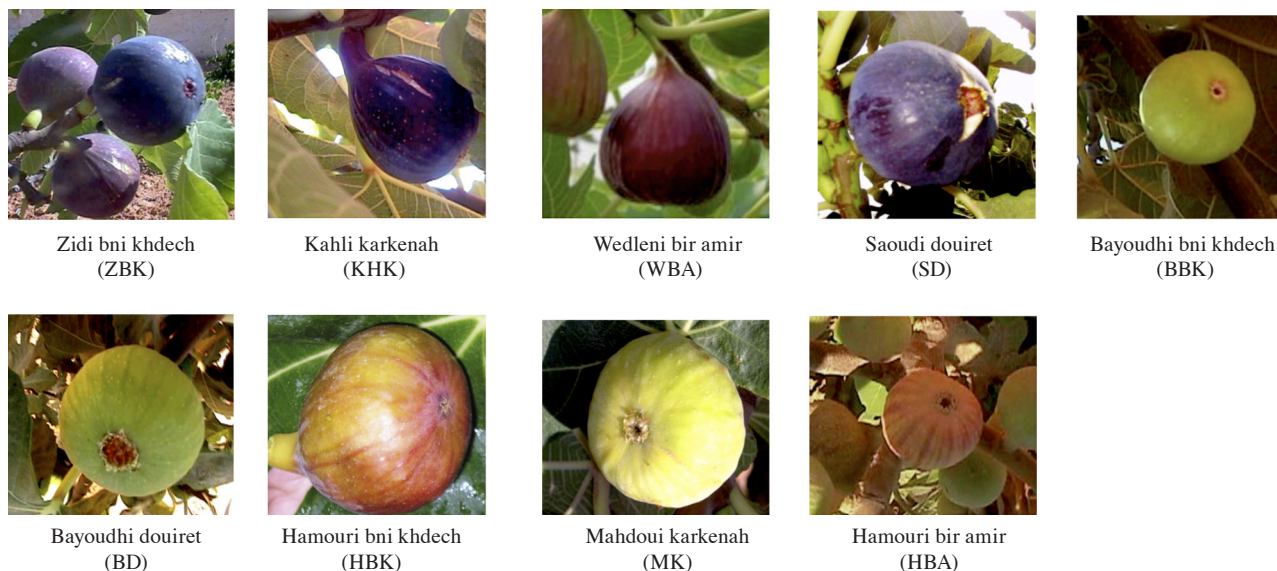 Zidi bni khdech
(ZBK)
Kahli karkenah
(KHK)
Wedleni bir amir
(WBA)
Saoudi douiret
(SD)
Bayoudhi bni khdech
(BBK)
Bayoudhi douiret
(BD)
Hamouri bni khdech
(HBK)
Mahdoui karkenah
(MK)
Hamouri bir amir
(HBA)